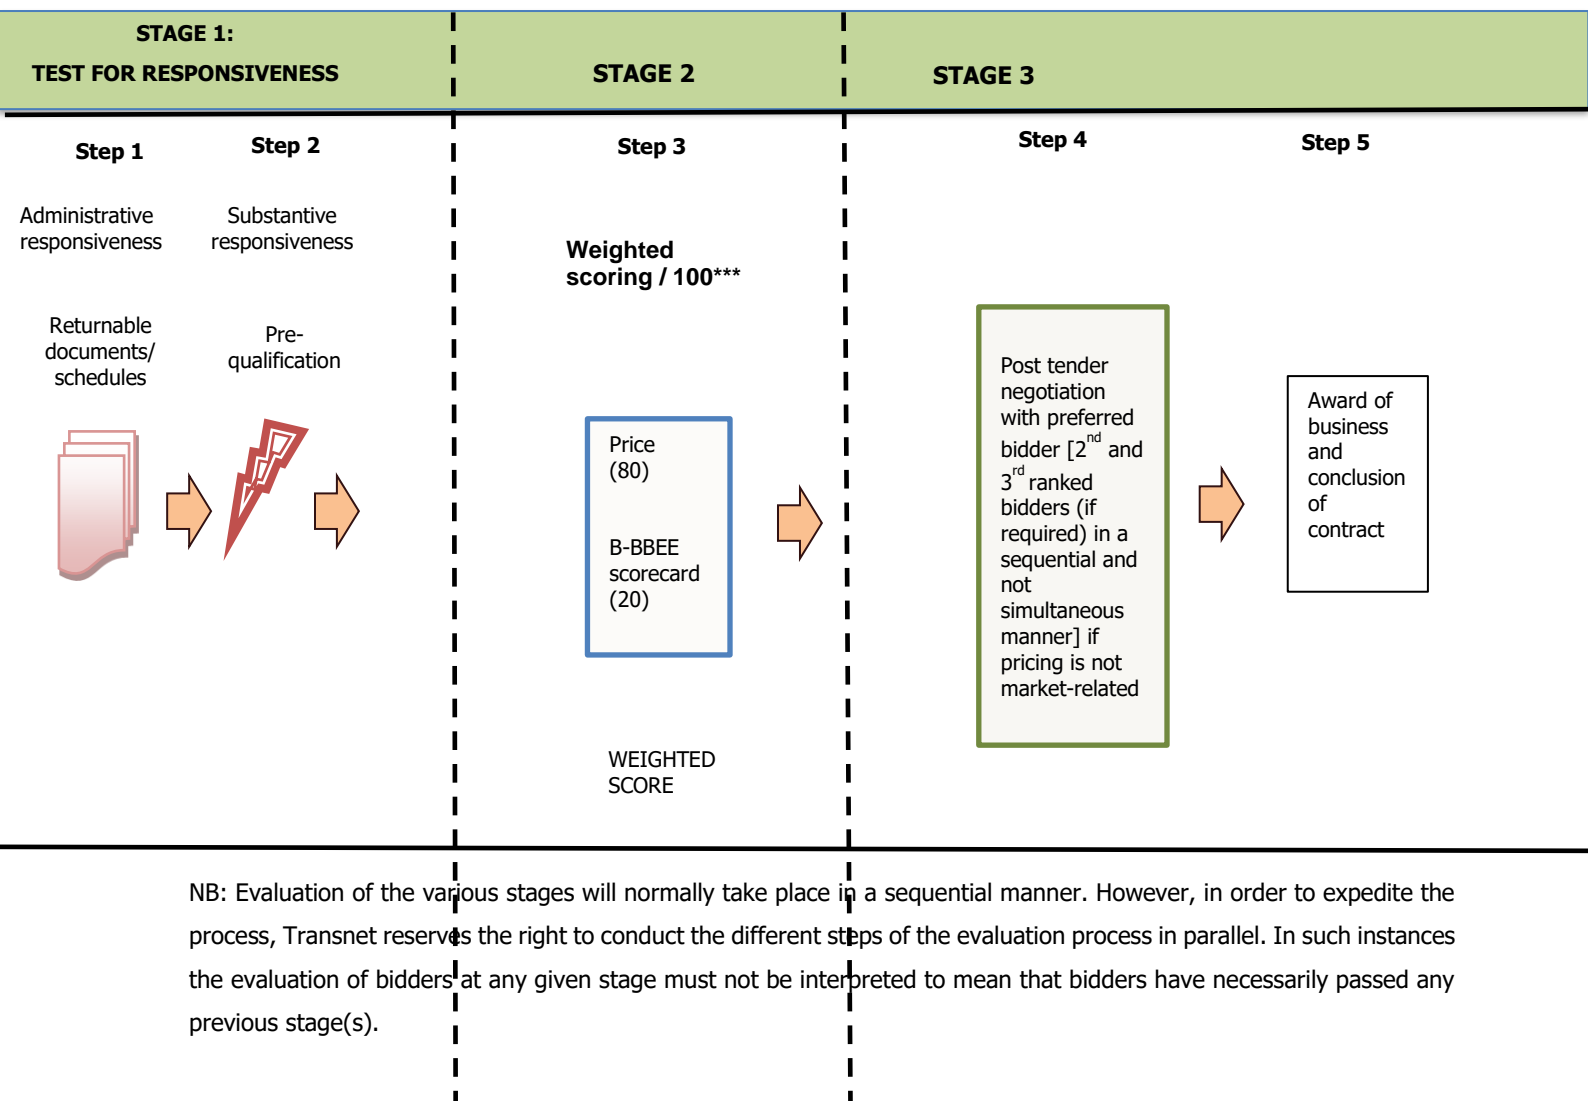 STAGE 1:
TEST FOR RESPONSIVENESS
STAGE 2
STAGE 3
Step 1
Step 2
Step 3
Step 4
Step 5
Administrative
responsiveness
Substantive
responsiveness
Weighted
scoring / 100***
Returnable
documents/
schedules
Pre-
qualification
Price
(80)
B-BBEE
scorecard
(20)
WEIGHTED
SCORE
Post tender
negotiation
with preferred
bidder [2nd and
3rd ranked
bidders (if
required) in a
sequential and
not
simultaneous
manner] if
pricing is not
market-related
Award of
business
and
conclusion
of
contract
NB: Evaluation of the various stages will normally take place in a sequential manner. However, in order to expedite the
process, Transnet reserves the right to conduct the different steps of the evaluation process in parallel. In such instances
the evaluation of bidders at any given stage must not be interpreted to mean that bidders have necessarily passed any
previous stage(s).